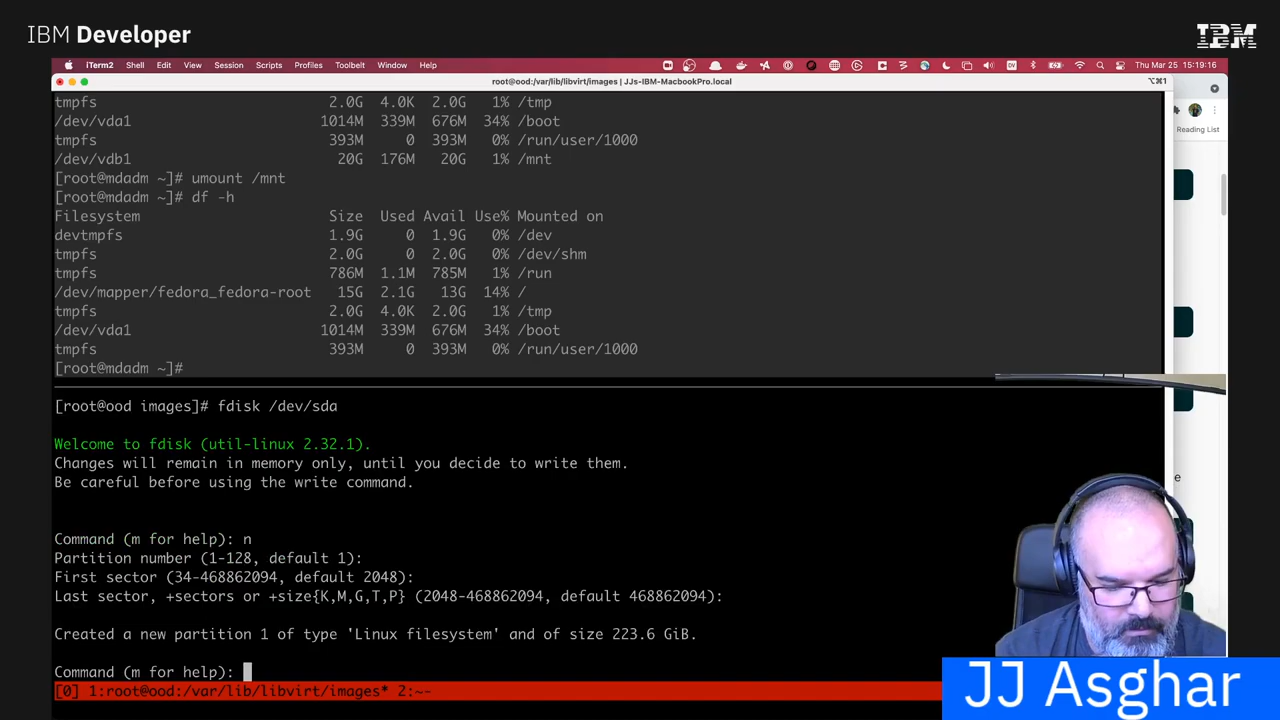 IBM Developer
IBM
iTerm2 Shell Edit View Session Scripts Profiles Toolbelt Window Help Thu Mar 25 15:19:16
root@ood:/var/lib/libvirt/images | JJs-IBM-MacbookPro.local ⌥⌘1
tmpfs 2.0G 4.0K 2.0G 1% /tmp
/dev/vda1 1014M 339M 676M 34% /boot
Reading List
tmpfs 393M 0 393M 0% /run/user/1000
/dev/vdb1 20G 176M 20G 1% /mnt
[root@mdadm ~]# umount /mnt
[root@mdadm ~]# df -h
Filesystem Size Used Avail Use% Mounted on
devtmpfs 1.9G 0 1.9G 0% /dev
tmpfs 2.0G 0 2.0G 0% /dev/shm
tmpfs 786M 1.1M 785M 1% /run
/dev/mapper/fedora_fedora-root 15G 2.1G 13G 14% /
tmpfs 2.0G 4.0K 2.0G 1% /tmp
/dev/vda1 1014M 339M 676M 34% /boot
tmpfs 393M 0 393M 0% /run/user/1000
[root@mdadm ~]#
[root@ood images]# fdisk /dev/sda
Welcome to fdisk (util-linux 2.32.1).
Changes will remain in memory only, until you decide to write them.
Be careful before using the write command.
Command (m for help): n
Partition number (1-128, default 1):
First sector (34-468862094, default 2048):
Last sector, +sectors or +size{K,M,G,T,P} (2048-468862094, default 468862094):
Created a new partition 1 of type 'Linux filesystem' and of size 223.6 GiB.
Command (m for help):
[0] 1:root@ood:/var/lib/libvirt/images* 2:~-
JJ Asghar